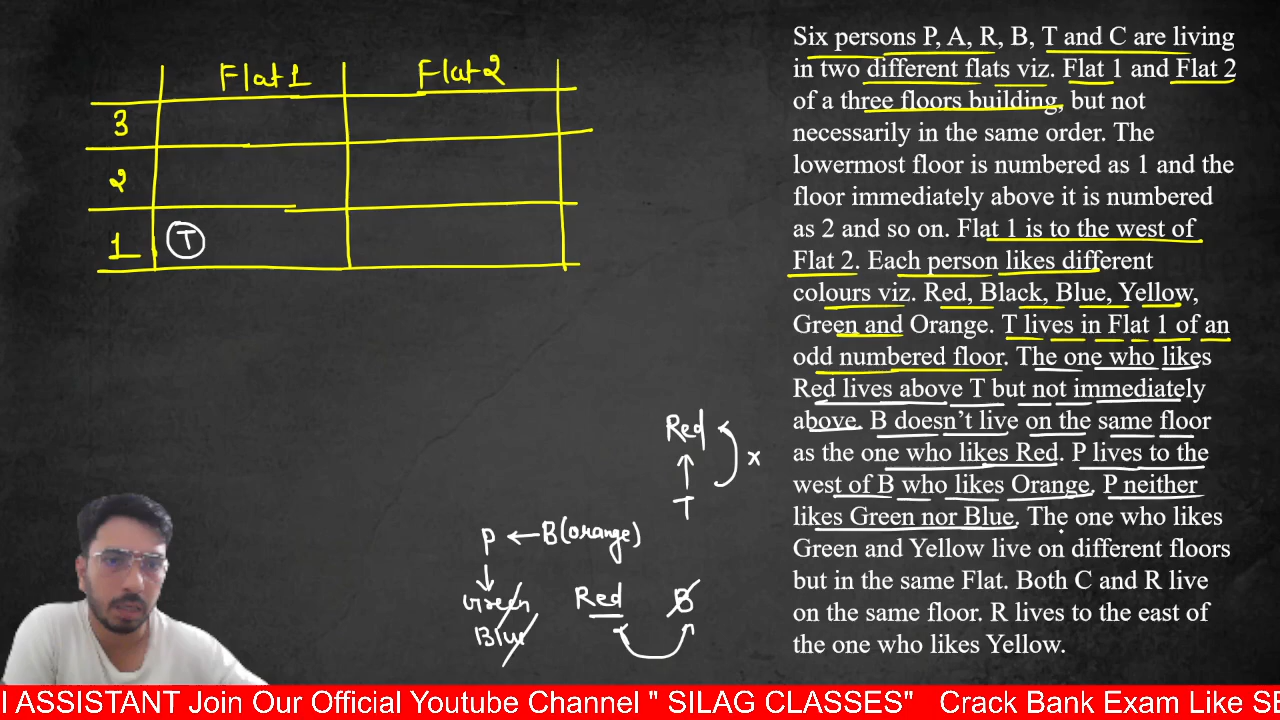 Flat 1 Flat 2
3
2
1 T
Red
x
T
P ← B(orange)
Green Red B
Blue
Six persons P, A, R, B, T and C are living
in two different flats viz. Flat 1 and Flat 2
of a three floors building, but not
necessarily in the same order. The
lowermost floor is numbered as 1 and the
floor immediately above it is numbered
as 2 and so on. Flat 1 is to the west of
Flat 2. Each person likes different
colours viz. Red, Black, Blue, Yellow,
Green and Orange. T lives in Flat 1 of an
odd numbered floor. The one who likes
Red lives above T but not immediately
above. B doesn’t live on the same floor
as the one who likes Red. P lives to the
west of B who likes Orange. P neither
likes Green nor Blue. The one who likes
Green and Yellow live on different floors
but in the same Flat. Both C and R live
on the same floor. R lives to the east of
the one who likes Yellow.
I ASSISTANT Join Our Official Youtube Channel " SILAG CLASSES" Crack Bank Exam Like SE